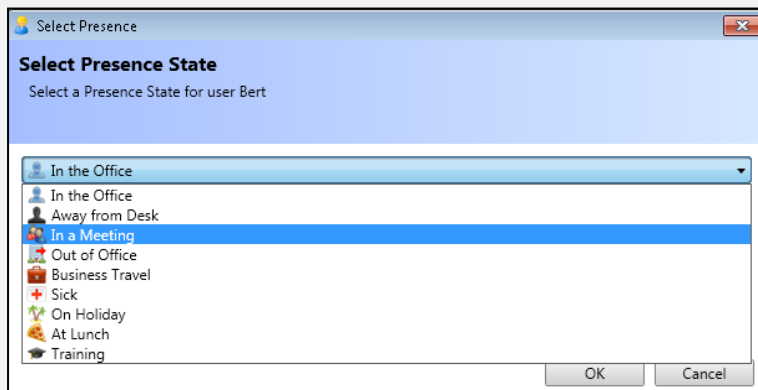 Select Presence
Select Presence State
Select a Presence State for user Bert
In the Office
In the Office
Away from Desk
In a Meeting
Out of Office
Business Travel
Sick
On Holiday
At Lunch
Training
OK Cancel